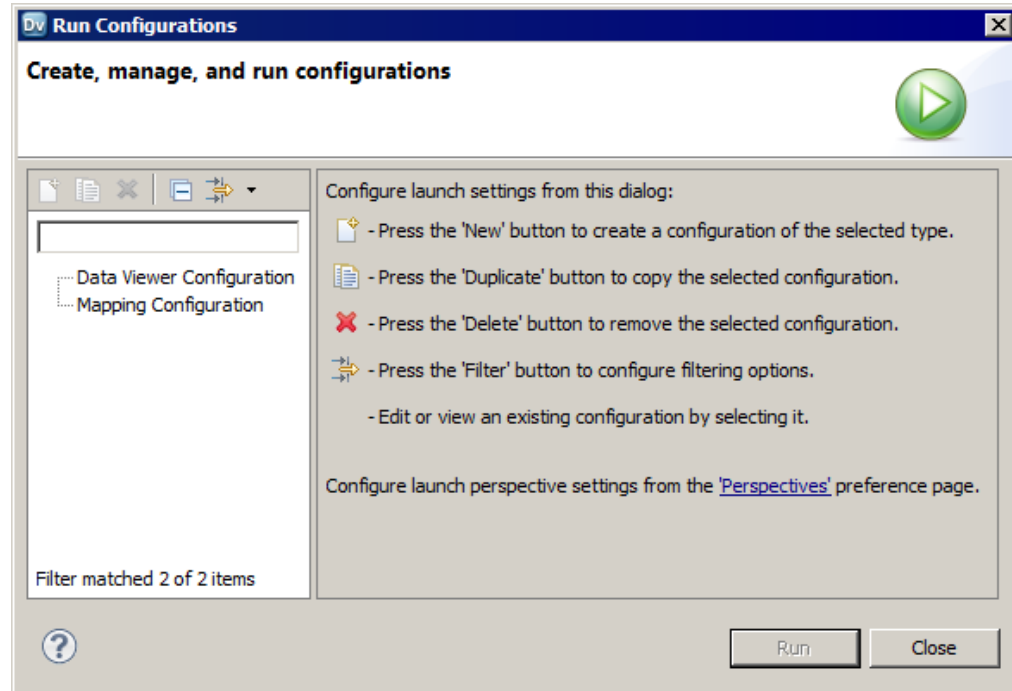 Dv Run Configurations
Create, manage, and run configurations
Configure launch settings from this dialog:
- Press the 'New' button to create a configuration of the selected type.
Data Viewer Configuration
- Press the 'Duplicate' button to copy the selected configuration.
Mapping Configuration
- Press the 'Delete' button to remove the selected configuration.
- Press the 'Filter' button to configure filtering options.
- Edit or view an existing configuration by selecting it.
Configure launch perspective settings from the 'Perspectives' preference page.
Filter matched 2 of 2 items
?
Run
Close